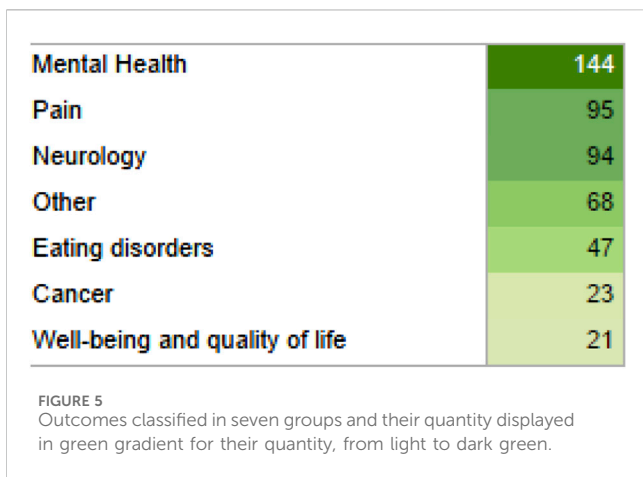 Mental Health 144
Pain 95
Neurology 94
Other 68
Eating disorders 47
Cancer 23
Well-being and quality of life 21
FIGURE 5
Outcomes classified in seven groups and their quantity displayed
in green gradient for their quantity, from light to dark green.